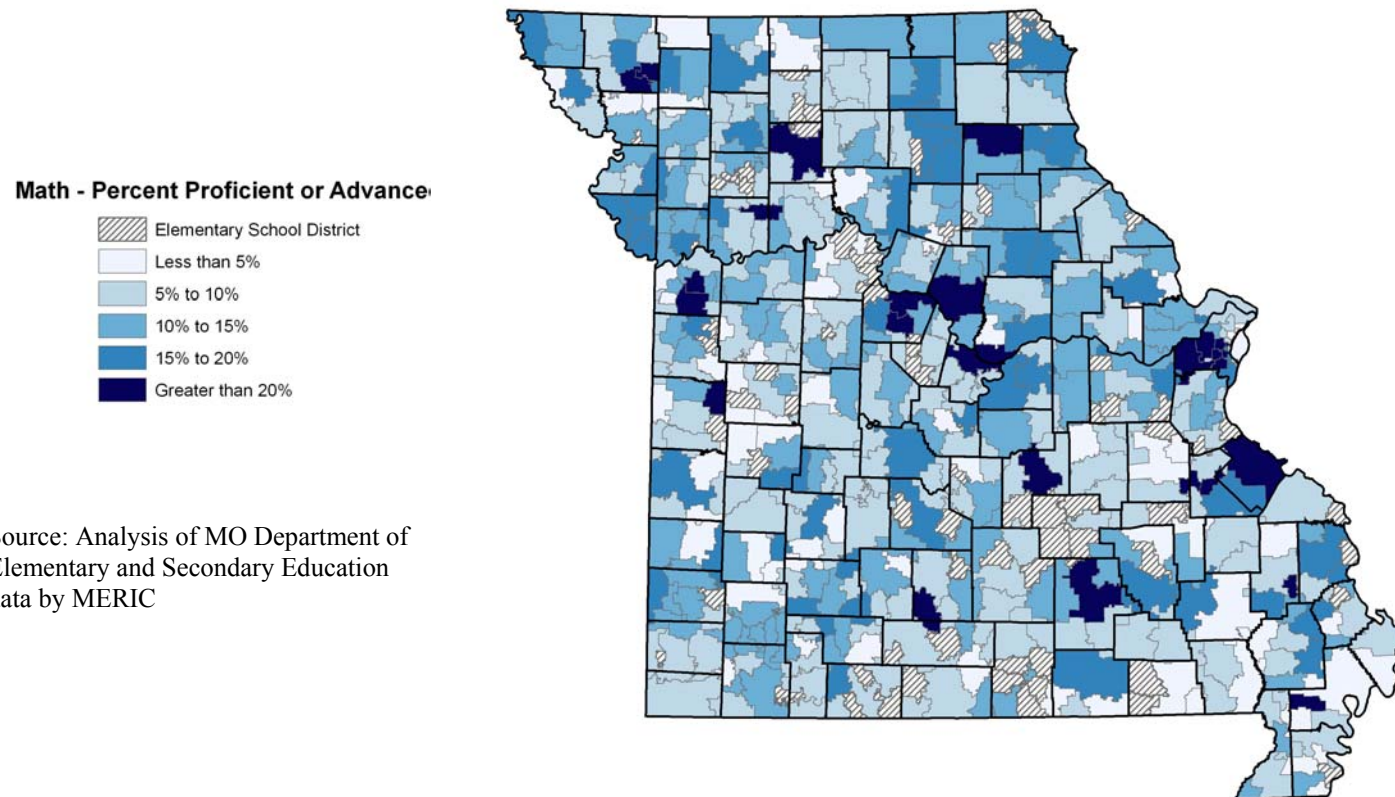 Math - Percent Proficient or Advance
Elementary School District
Less than 5%
5% to 10%
10% to 15%
15% to 20%
Greater than 20%
ource: Analysis of MO Department of
lementary and Secondary Education
ata by MERIC